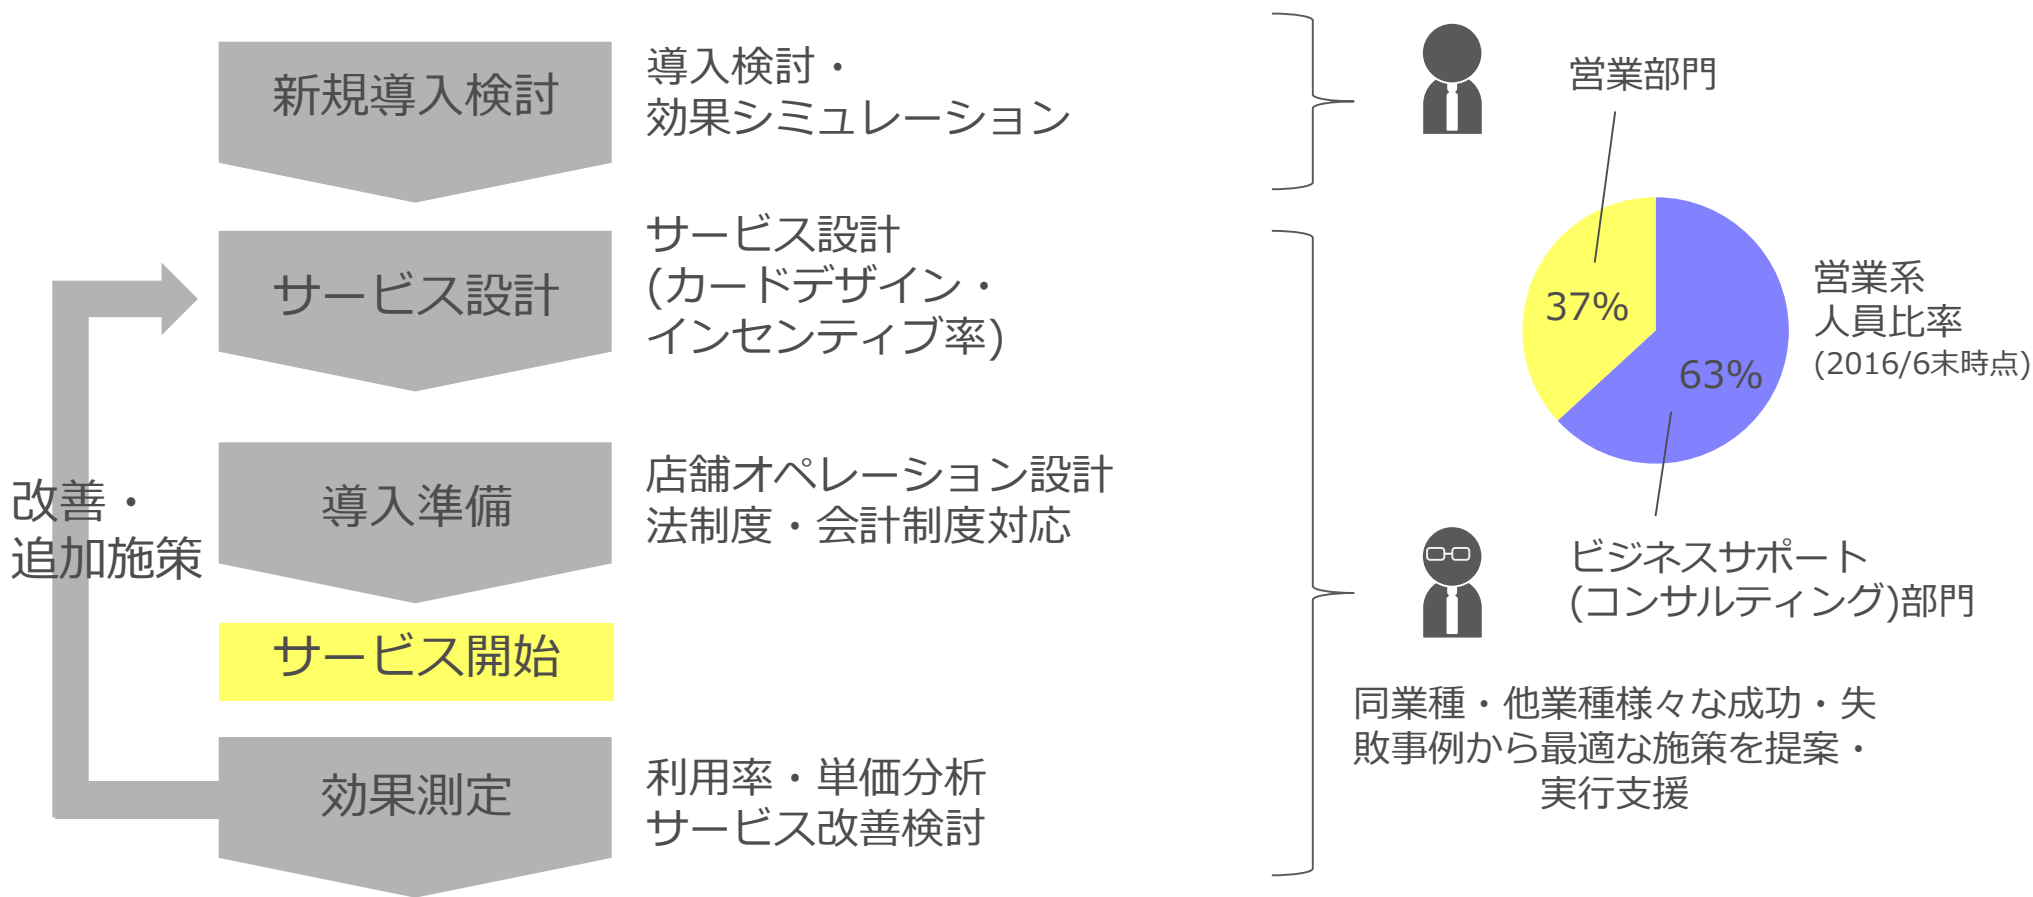 新規導入検討
導入検討・
効果シミュレーション
サービス設計
サービス設計
(カードデザイン・
インセンティブ率)
導入準備
店舗オペレーション設計
法制度・会計制度対応
サービス開始
効果測定
利用率・単価分析
サービス改善検討
改善・
追加施策
営業部門
37%
63%
営業系
人員比率
(2016/6末時点)
ビジネスサポート
(コンサルティング)部門
同業種・他業種様々な成功・失
敗事例から最適な施策を提案・
実行支援